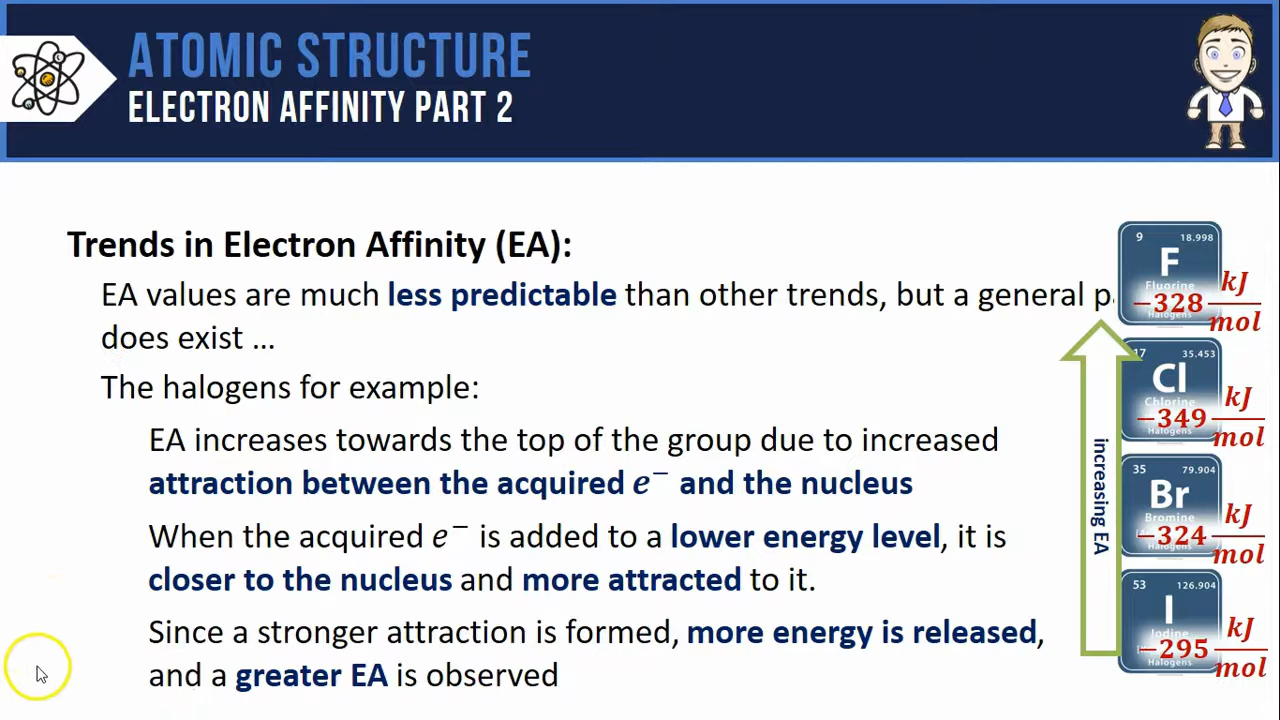 ATOMIC STRUCTURE
ELECTRON AFFINITY PART 2
Trends in Electron Affinity (EA):
EA values are much less predictable than other trends, but a general
does exist ...
The halogens for example:
EA increases towards the top of the group due to increased
attraction between the acquired e⁻ and the nucleus
When the acquired e⁻ is added to a lower energy level, it is
closer to the nucleus and more attracted to it.
Since a stronger attraction is formed, more energy is released,
and a greater EA is observed
increasing EA
9 18.998
F
Fluorine
−328 kJ/mol
Halogens
17 35.453
Cl
Chlorine
−349 kJ/mol
Halogens
35 79.904
Br
Bromine
−324 kJ/mol
Halogens
53 126.904
I
Iodine
−295 kJ/mol
Halogens